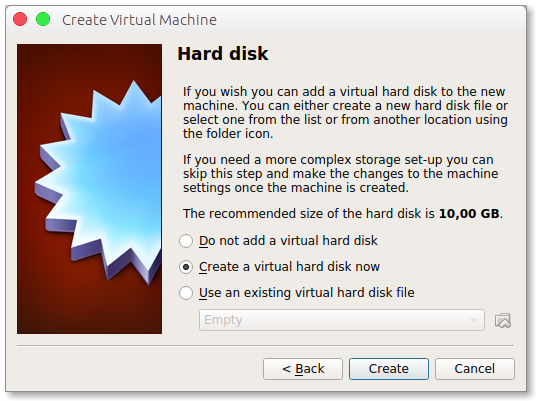 Create Virtual Machine
Hard disk
If you wish you can add a virtual hard disk to the new
machine. You can either create a new hard disk file or
select one from the list or from another location using
the folder icon.
If you need a more complex storage set-up you can
skip this step and make the changes to the machine
settings once the machine is created.
The recommended size of the hard disk is 10,00 GB.
Do not add a virtual hard disk
Create a virtual hard disk now
Use an existing virtual hard disk file
Empty
< Back
Create
Cancel